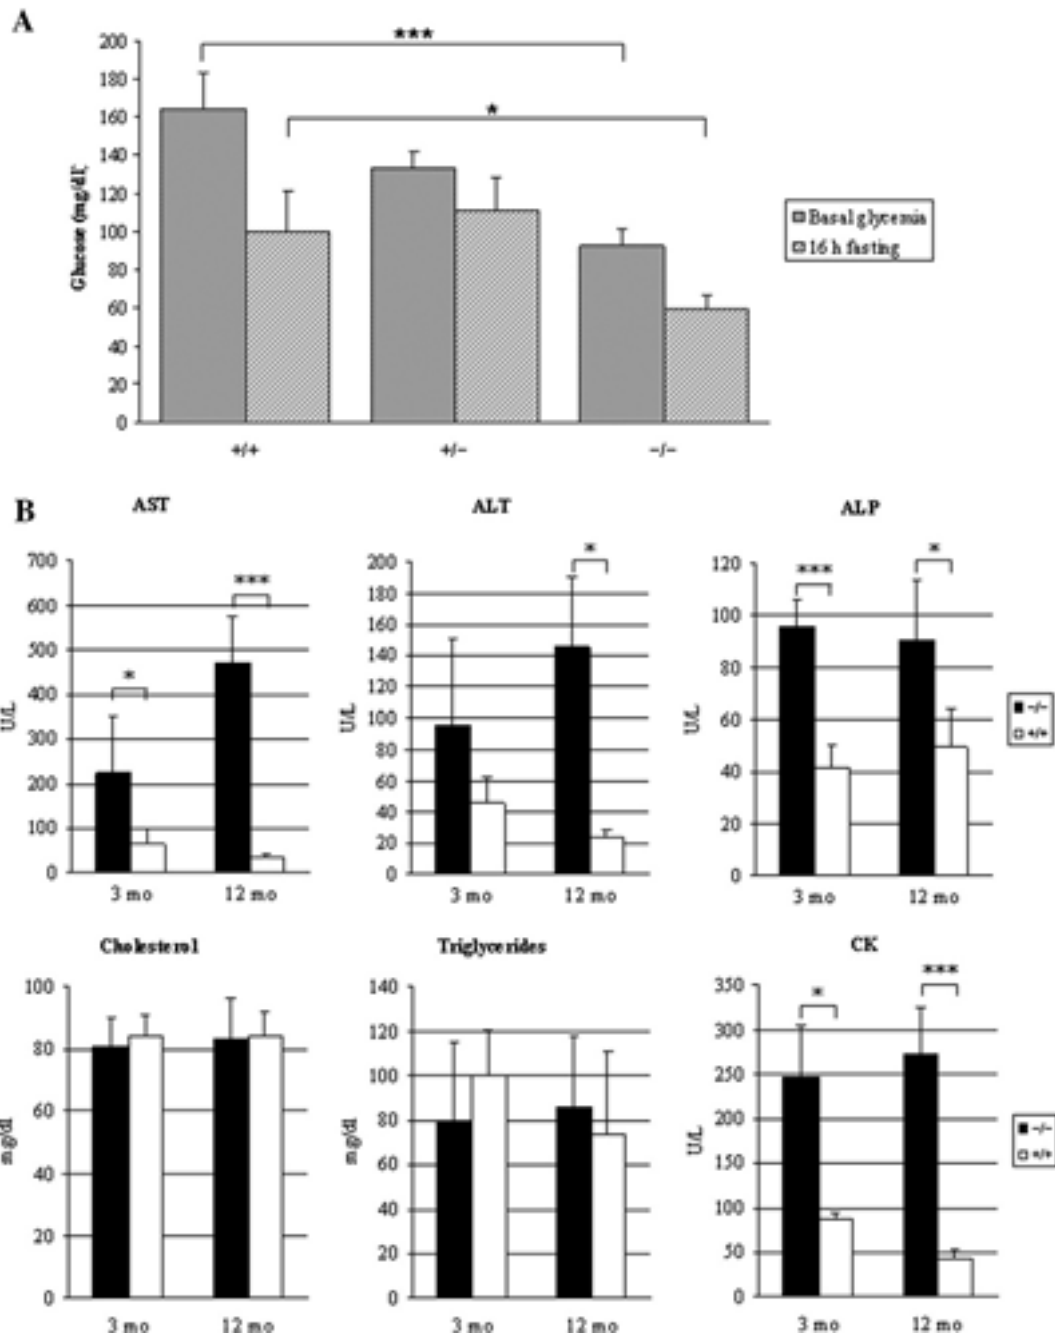 A
***
*
Glucose (mg/dl)
200
180
160
140
120
100
80
60
40
20
0
+/+
+/−
−/−
Basal glycemia
16 h fasting
B
AST
ALT
ALP
U/L
700
600
500
400
300
200
100
0
*
***
3 mo
12 mo
U/L
200
180
160
140
120
100
80
60
40
20
0
*
3 mo
12 mo
U/L
120
100
80
60
40
20
0
***
*
3 mo
12 mo
−/−
+/+
Cholesterol
Triglycerides
CK
mg/dl
100
80
60
40
20
0
3 mo
12 mo
mg/dl
140
120
100
80
60
40
20
0
3 mo
12 mo
U/L
350
300
250
200
150
100
50
0
*
***
3 mo
12 mo
−/−
+/+